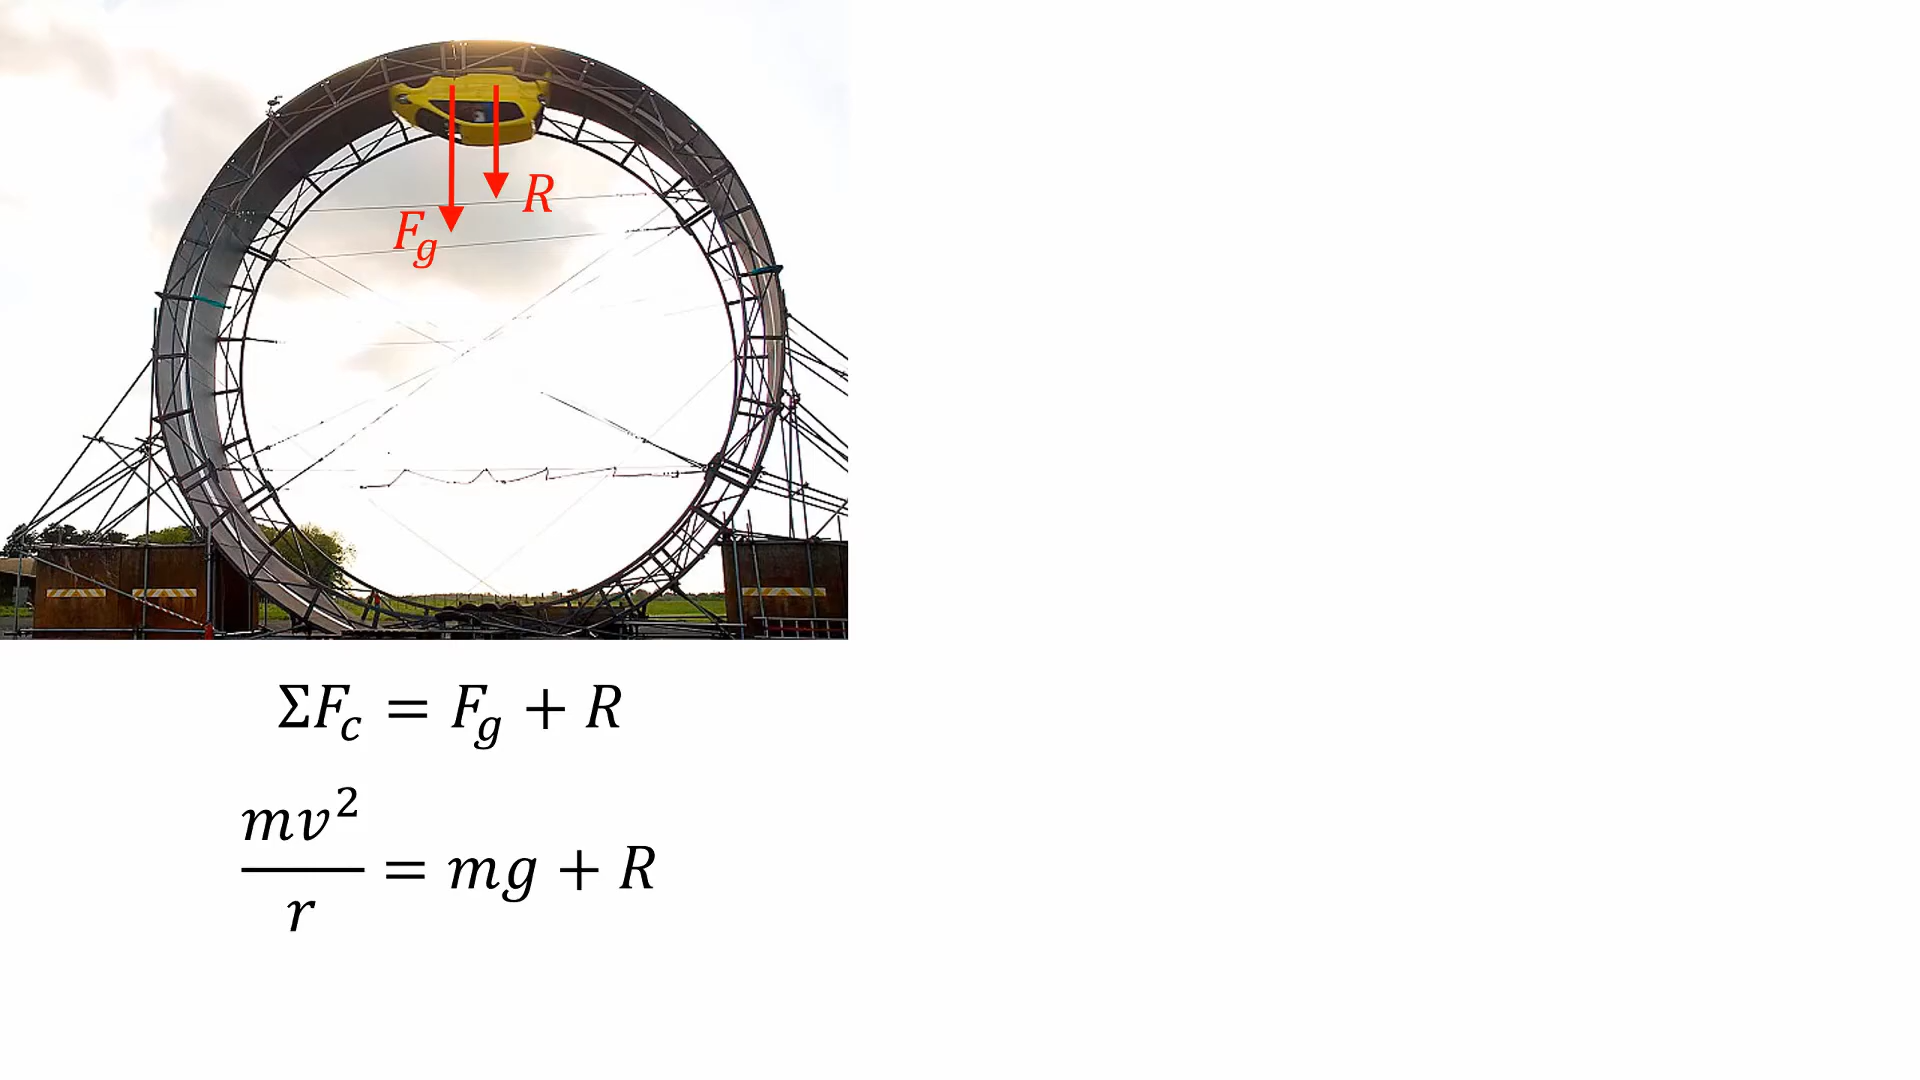 R
F_g
ΣF_c = F_g + R
mv²/r = mg + R